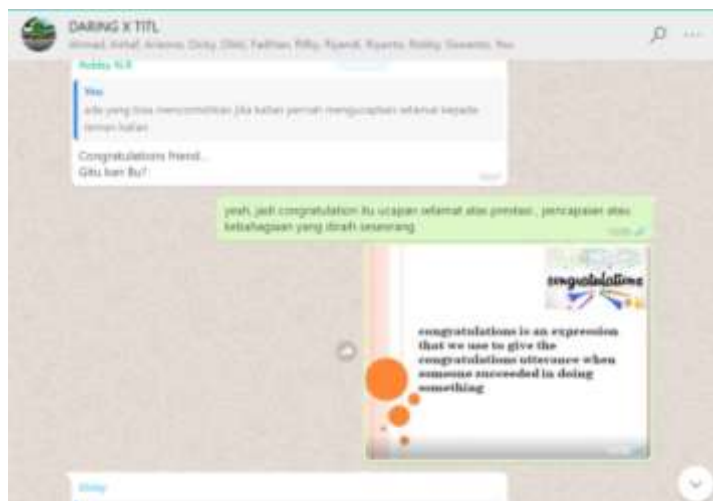 DARING X TITL
Robby N.R
You
ada yang bisa mencontohkan jika kalian pernah mengucapkan selamat kepada
teman kalian
Congratulations friend...
Gitu kan Bu?
yeah, jadi congratulation itu ucapan selamat atas prestasi, pencapaian atau
kebahagiaan yang diraih seseorang
congratulations
congratulations is an expression
that we use to give the
congratulations utterance when
someone succeeded in doing
something